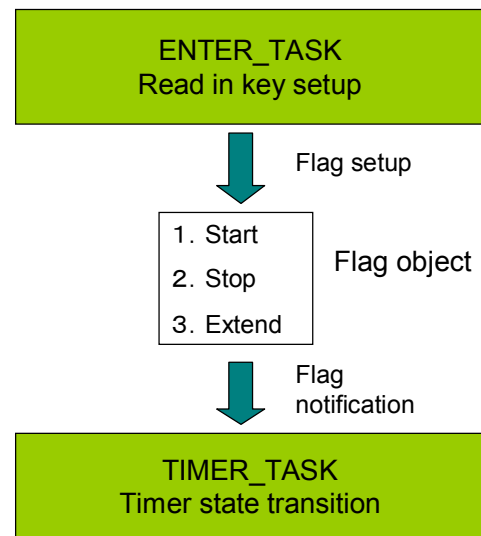 ENTER_TASK
Read in key setup
Flag setup
1. Start
2. Stop
3. Extend
Flag object
Flag
notification
TIMER_TASK
Timer state transition